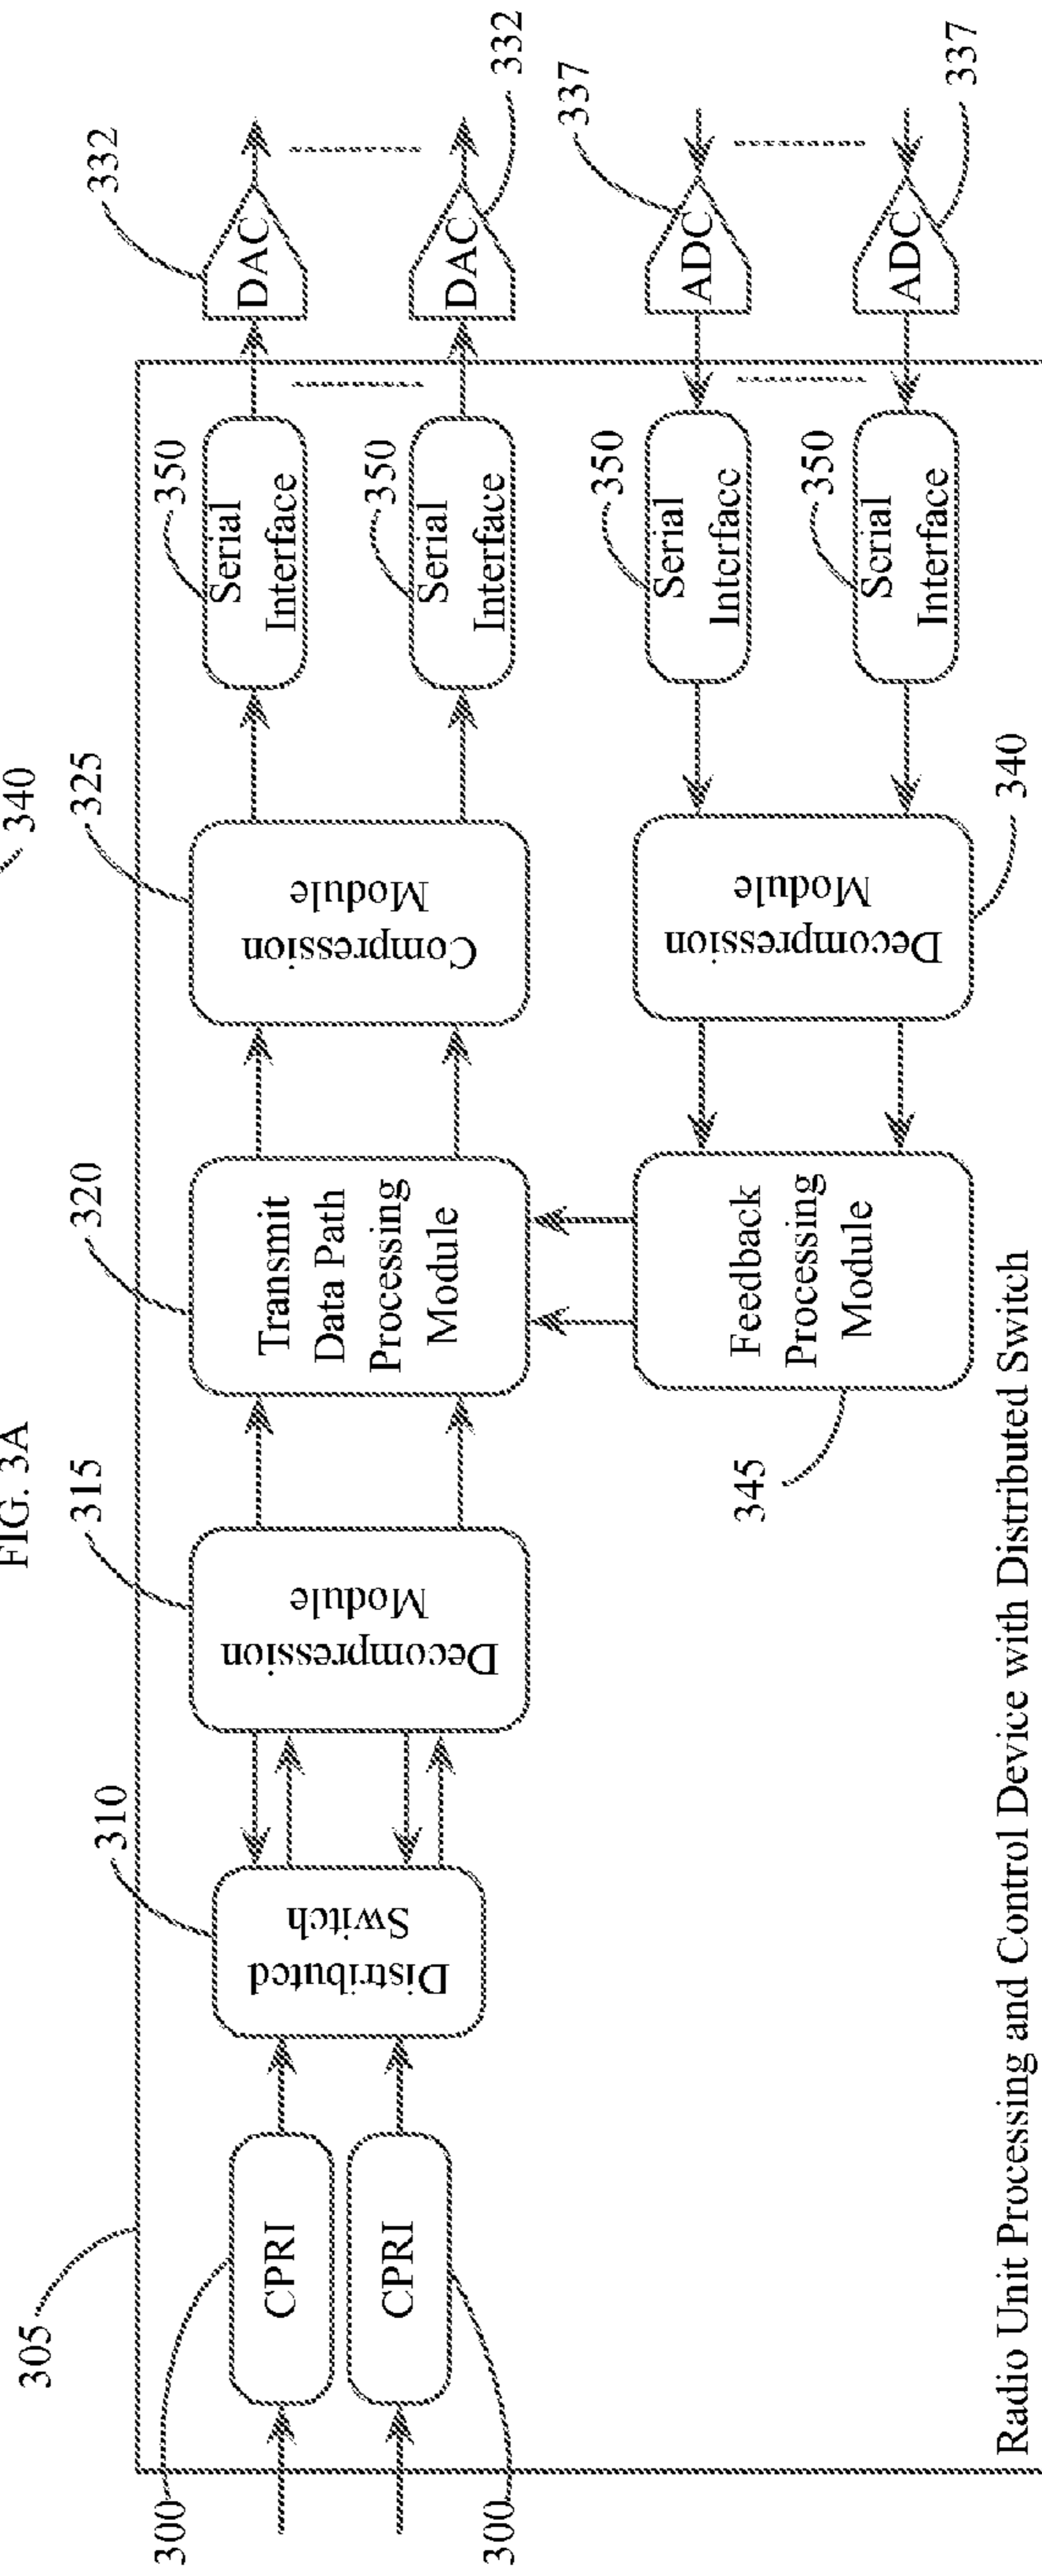 FIG. 3A
340
305
300
300
CPRI
CPRI
310
Distributed
Switch
315
Decompression
Module
320
Transmit
Data Path
Processing
Module
325
Compression
Module
350
Serial
Interface
350
Serial
Interface
332
DAC
332
DAC
337
ADC
337
ADC
350
Serial
Interface
350
Serial
Interface
340
Decompression
Module
345
Feedback
Processing
Module
Radio Unit Processing and Control Device with Distributed Switch